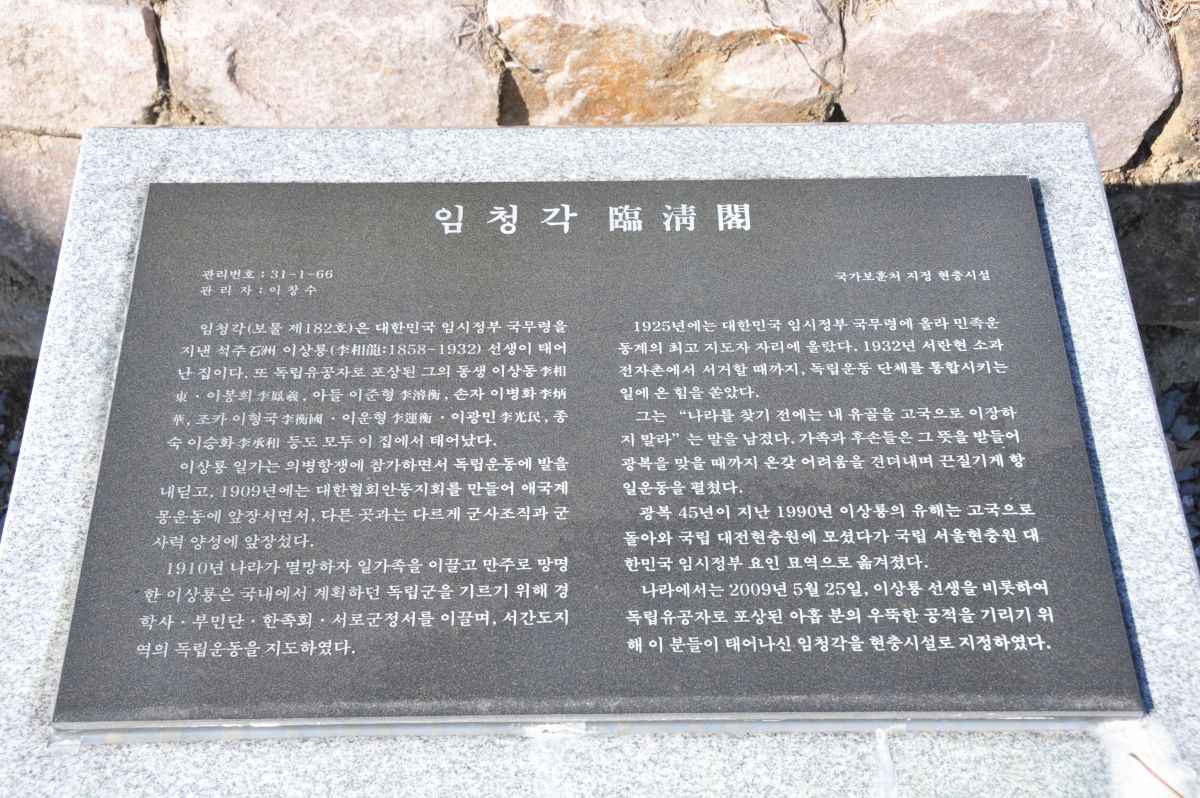 임청각 臨淸閣
관리번호 : 31-1-66
관 리 자 : 이 창 수
국가보훈처 지정 현충시설
임청각(보물 제182호)은 대한민국 임시정부 국무령을
지낸 석주石洲 이상룡(李相龍:1858-1932) 선생이 태어
난 집이다. 또 독립유공자로 포상된 그의 동생 이상동李相
東·이봉희李鳳羲, 아들 이준형李濬衡, 손자 이병화李炳
華, 조카 이형국李衡國·이운형李運衡·이광민李光民, 종
숙 이승화李承和 등도 모두 이 집에서 태어났다.
이상룡 일가는 의병항쟁에 참가하면서 독립운동에 발을
내딛고, 1909년에는 대한협회안동지회를 만들어 애국계
몽운동에 앞장서면서, 다른 곳과는 다르게 군사조직과 군
사력 양성에 앞장섰다.
1910년 나라가 멸망하자 일가족을 이끌고 만주로 망명
한 이상룡은 국내에서 계획하던 독립군을 기르기 위해 경
학사·부민단·한족회·서로군정서를 이끌며, 서간도지
역의 독립운동을 지도하였다.
1925년에는 대한민국 임시정부 국무령에 올라 민족운
동계의 최고 지도자 자리에 올랐다. 1932년 서란현 소과
전자촌에서 서거할 때까지, 독립운동 단체를 통합시키는
일에 온 힘을 쏟았다.
그는 “나라를 찾기 전에는 내 유골을 고국으로 이장하
지 말라”는 말을 남겼다. 가족과 후손들은 그 뜻을 받들어
광복을 맞을 때까지 온갖 어려움을 견뎌내며 끈질기게 항
일운동을 펼쳤다.
광복 45년이 지난 1990년 이상룡의 유해는 고국으로
돌아와 국립 대전현충원에 모셨다가 국립 서울현충원 대
한민국 임시정부 요인 묘역으로 옮겨졌다.
나라에서는 2009년 5월 25일, 이상룡 선생을 비롯하여
독립유공자로 포상된 아홉 분의 우뚝한 공적을 기리기 위
해 이 분들이 태어나신 임청각을 현충시설로 지정하였다.